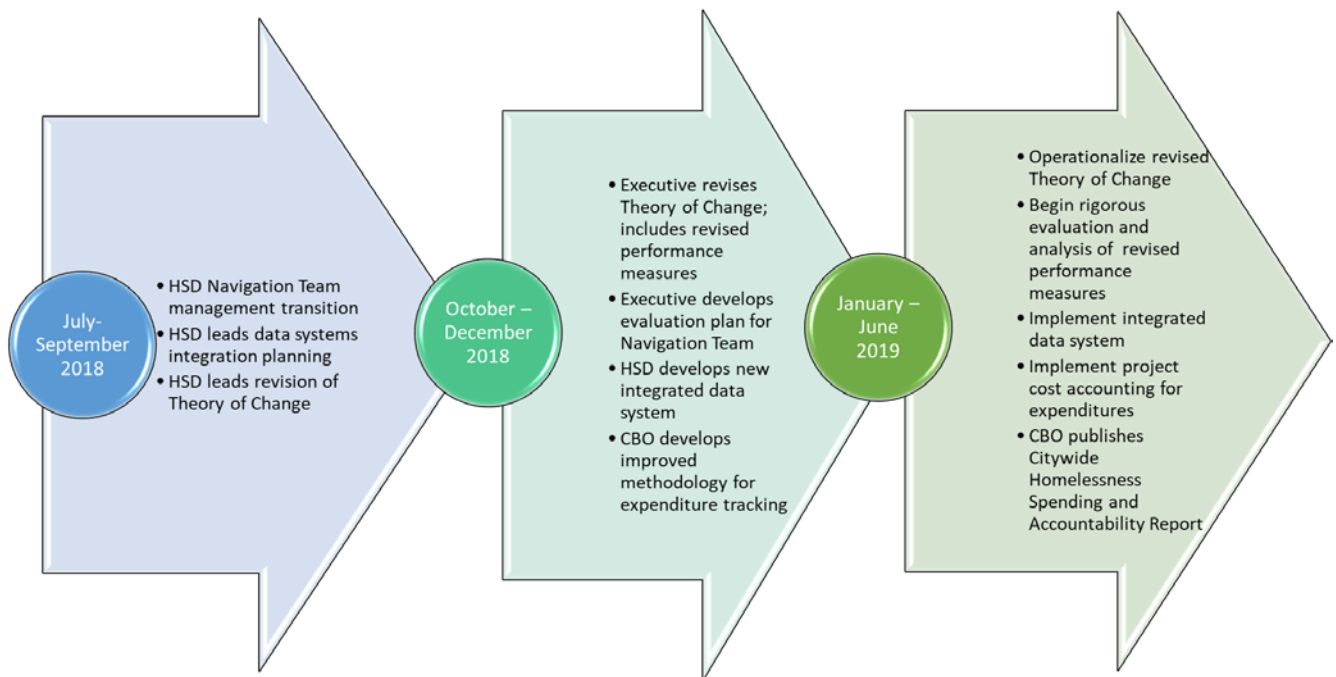 July-
September
2018
• HSD Navigation Team
management transition
• HSD leads data systems
integration planning
• HSD leads revision of
Theory of Change
October –
December
2018
• Executive revises
Theory of Change;
includes revised
performance
measures
• Executive develops
evaluation plan for
Navigation Team
• HSD develops new
integrated data
system
• CBO develops
improved
methodology for
expenditure tracking
January –
June
2019
• Operationalize revised
Theory of Change
• Begin rigorous
evaluation and
analysis of revised
performance
measures
• Implement integrated
data system
• Implement project
cost accounting for
expenditures
• CBO publishes
Citywide
Homelessness
Spending and
Accountability Report